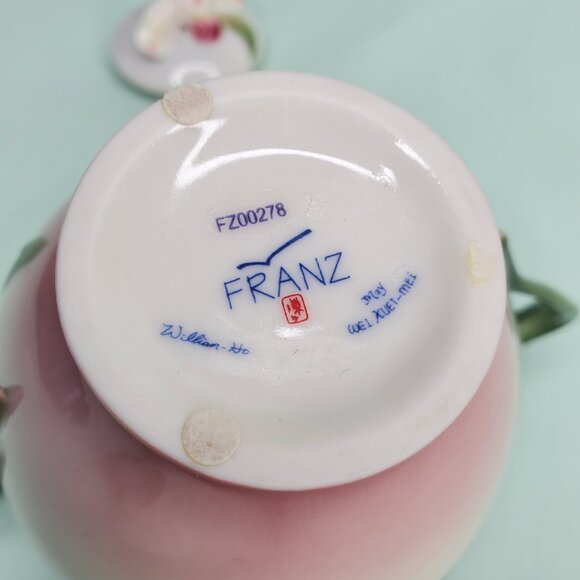 FZ00278
FRANZ
William-Ho
May
WEI XUEI-MEI